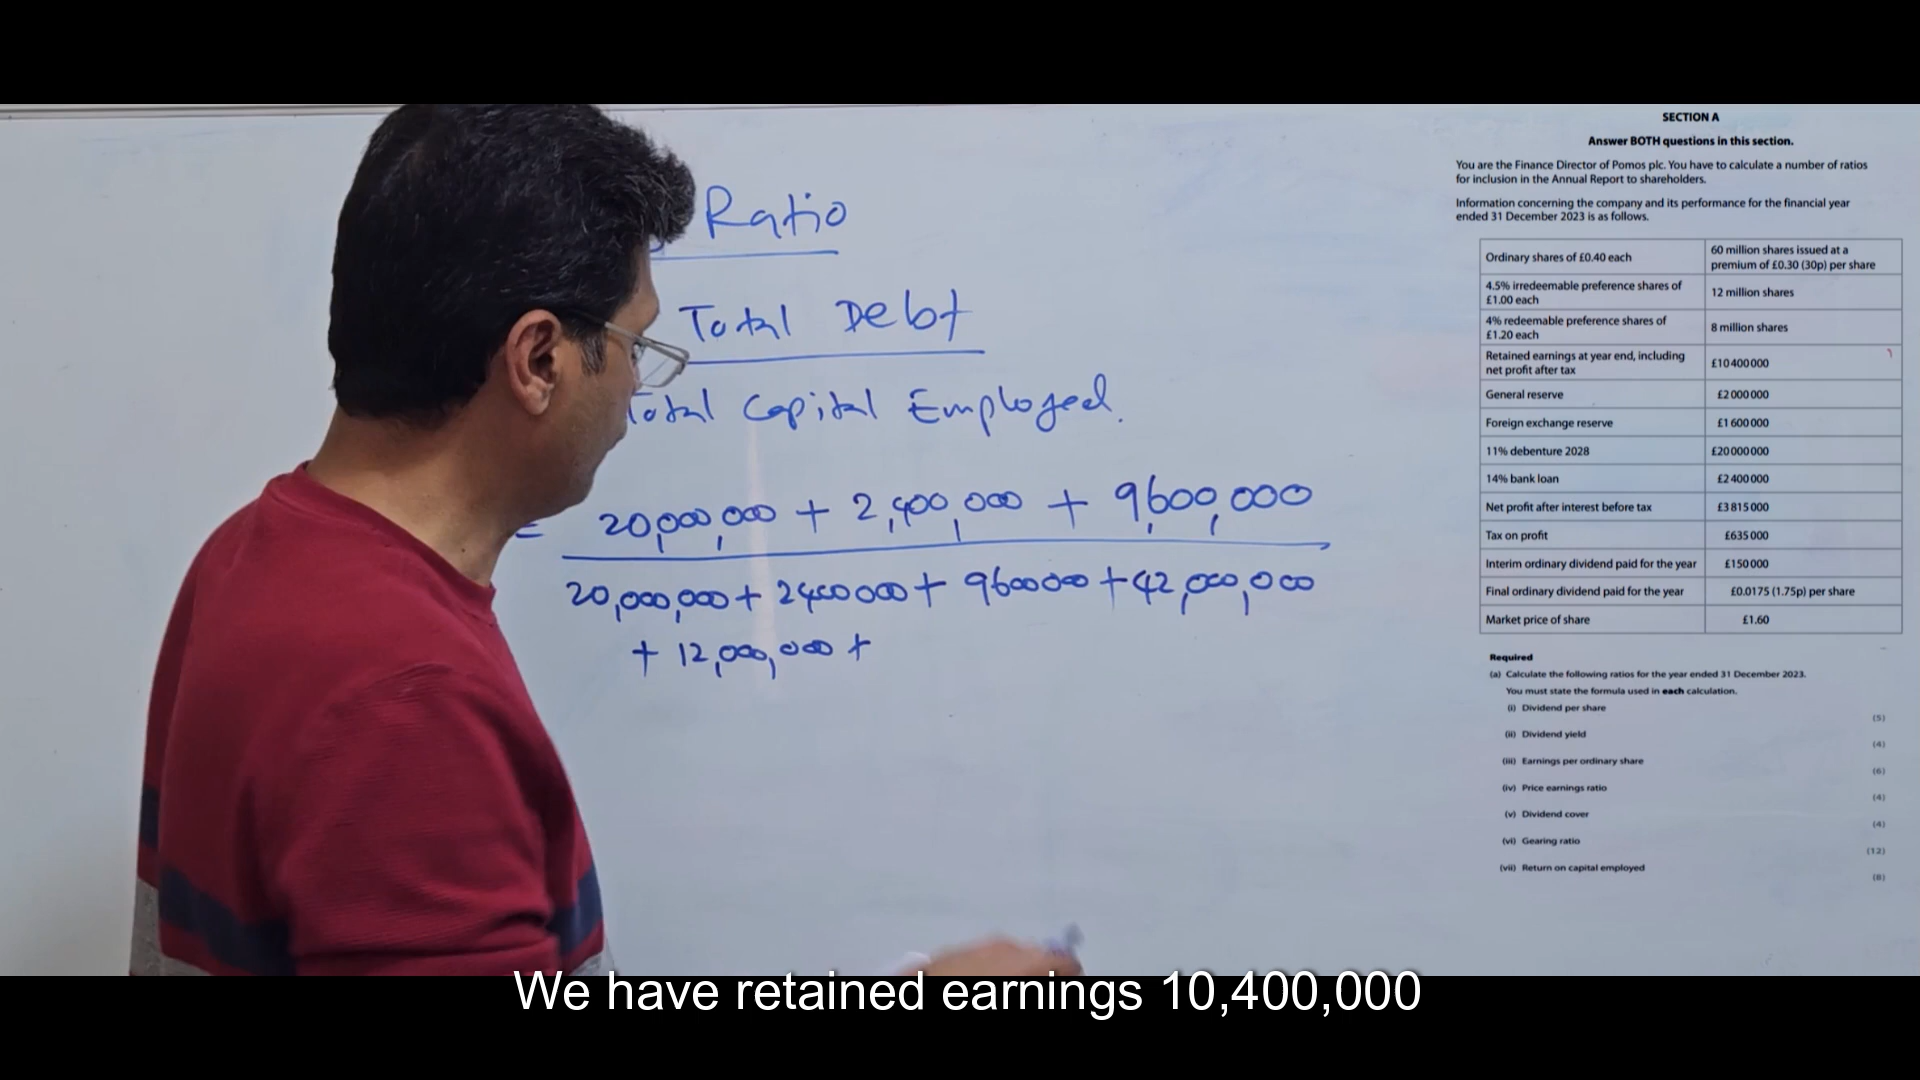 Ratio
Total Debt
Total Capital Employed.
= 20,000,000 + 2,400,000 + 9,600,000
20,000,000 + 2400000 + 9600000 + 42,000,000
+ 12,000,000 +
SECTION A
Answer BOTH questions in this section.
You are the Finance Director of Pomos plc. You have to calculate a number of ratios
for inclusion in the Annual Report to shareholders.
Information concerning the company and its performance for the financial year
ended 31 December 2023 is as follows.
Ordinary shares of £0.40 each
60 million shares issued at a
premium of £0.30 (30p) per share
4.5% irredeemable preference shares of
£1.00 each
12 million shares
4% redeemable preference shares of
£1.20 each
8 million shares
Retained earnings at year end, including
net profit after tax
£10 400 000
General reserve
£2 000 000
Foreign exchange reserve
£1 600 000
11% debenture 2028
£20 000 000
14% bank loan
£2 400 000
Net profit after interest before tax
£3 815 000
Tax on profit
£635 000
Interim ordinary dividend paid for the year
£150 000
Final ordinary dividend paid for the year
£0.0175 (1.75p) per share
Market price of share
£1.60
Required
(a) Calculate the following ratios for the year ended 31 December 2023.
You must state the formula used in each calculation.
(i) Dividend per share
(5)
(ii) Dividend yield
(4)
(iii) Earnings per ordinary share
(6)
(iv) Price earnings ratio
(4)
(v) Dividend cover
(4)
(vi) Gearing ratio
(12)
(vii) Return on capital employed
(8)
We have retained earnings 10,400,000